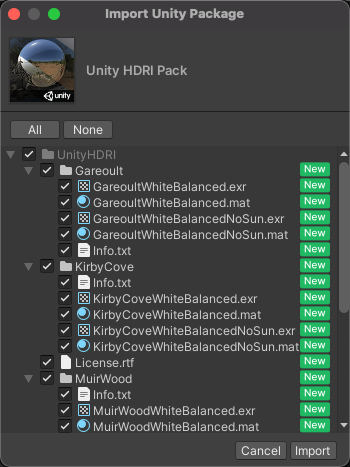 Import Unity Package
unity
Unity HDRI Pack
All None
UnityHDRI
Gareoult New
GareoultWhiteBalanced.exr New
GareoultWhiteBalanced.mat New
GareoultWhiteBalancedNoSun.exr New
GareoultWhiteBalancedNoSun.mat New
Info.txt New
KirbyCove New
Info.txt New
KirbyCoveWhiteBalanced.exr New
KirbyCoveWhiteBalanced.mat New
KirbyCoveWhiteBalancedNoSun.exr New
KirbyCoveWhiteBalancedNoSun.mat New
License.rtf New
MuirWood New
Info.txt New
MuirWoodWhiteBalanced.exr New
MuirWoodWhiteBalanced.mat New
Cancel Import